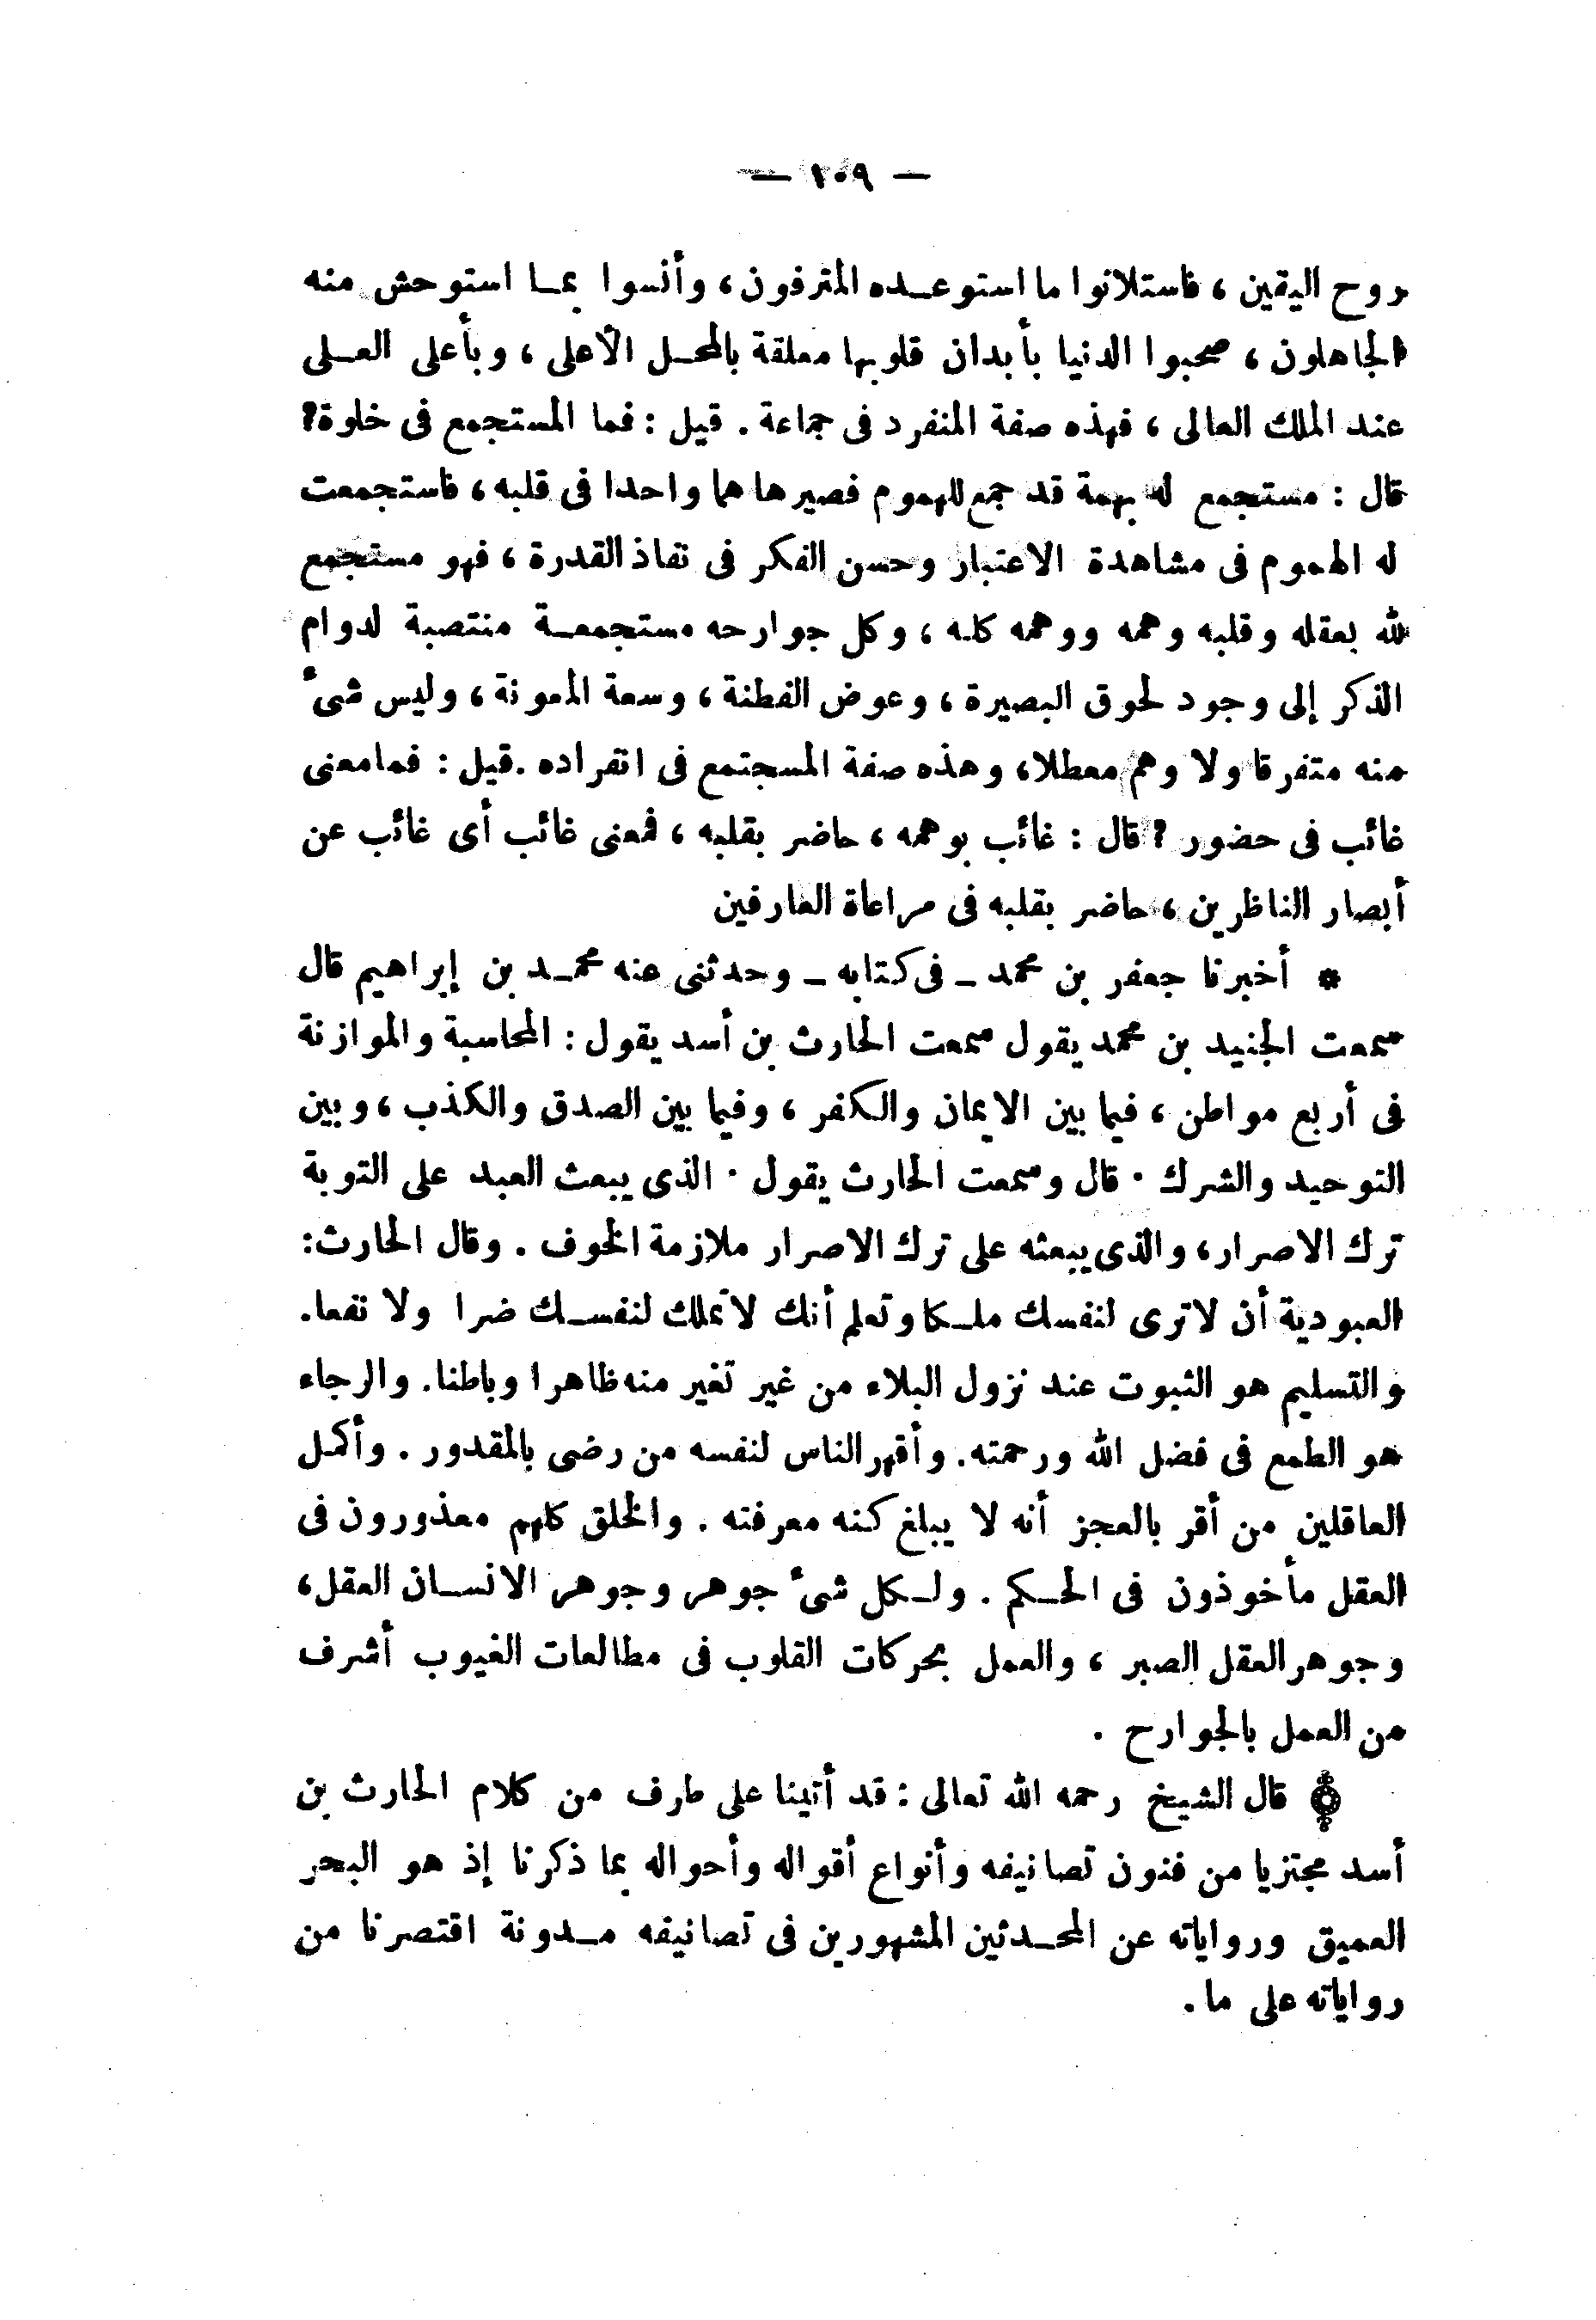 — ١٠٩ —
روح اليقين ، فاستلانوا ما استوعده المترفون، وأنسوا بما استوحش منه
الجاهلون ، صحبوا الدنيا بأبدان قلوبها معلقة بالمحل الأعلى ، وبأعلى العلى
عند الملك العالى ، فهذه صفة المنفرد فى جماعة . قيل : فما المستجمع فى خلوة؟
قال : مستجمع له بهمة قد جمع للهموم فصيرها هما واحدا فى قلبه ، فاستجمعت
له الهموم فى مشاهدة الاعتبار وحسن الفكر فى نفاذ القدرة ، فهو مستجمع
لله بعقله وقلبه وهمه ووهمه كله ، وكل جوارحه مستجمعة منتصبة لدوام
الذكر إلى وجود لحوق البصيرة ، وعوض الفطنة ، وسعة المعونة ، وليس شىء
منه متفرقا ولا وهم معطلا، وهذه صفة المسجتمع فى انفراده . قيل : فما معنى
غائب فى حضور ؟ قال : غائب بوهمه ، حاضر بقلبه ، فمعنى غائب أى غائب عن
أبصار الناظرين ، حاضر بقلبه فى مراعاة العارفين
* أخبرنا جعفر بن محمد - فى كتابه - وحدثنى عنه محمد بن إبراهيم قال
سمعت الجنيد بن محمد يقول سمعت الحارث بن أسد يقول : المحاسبة والموازنة
فى أربع مواطن ، فيما بين الايمان والكفر ، وفيما بين الصدق والكذب ، وبين
التوحيد والشرك . قال وسمعت الحارث يقول . الذى يبعث العبد على التوبة
ترك الاصرار، والذى يبعثه على ترك الاصرار ملازمة الخوف . وقال الحارث:
العبودية أن لا ترى لنفسك ملكا وتعلم أنك لا تملك لنفسك ضرا ولا نفعا.
والتسليم هو الثبوت عند نزول البلاء من غير تغير منه ظاهرا وباطنا. والرجاء
هو الطمع فى فضل الله ورحمته. وأقهر الناس لنفسه من رضى بالمقدور . وأكمل
العاقلين من أقر بالعجز أنه لا يبلغ كنه معرفته . والخلق كلهم معذورون فى
العقل مأخوذون فى الحكم . ولكل شىء جوهر وجوهر الانسان العقل،
وجوهر العقل الصبر ، والعمل بحركات القلوب فى مطالعات الغيوب أشرف
من العمل بالجوارح .
قال الشيخ رحمه الله تعالى : قد أتينا على طرف من كلام الحارث بن
أسد مجتزيا من فنون تصانيفه وأنواع أقواله وأحواله بما ذكرنا إذ هو البحر
العميق ورواياته عن المحدثين المشهورين فى تصانيفه مدونة اقتصرنا من
رواياته على ما .